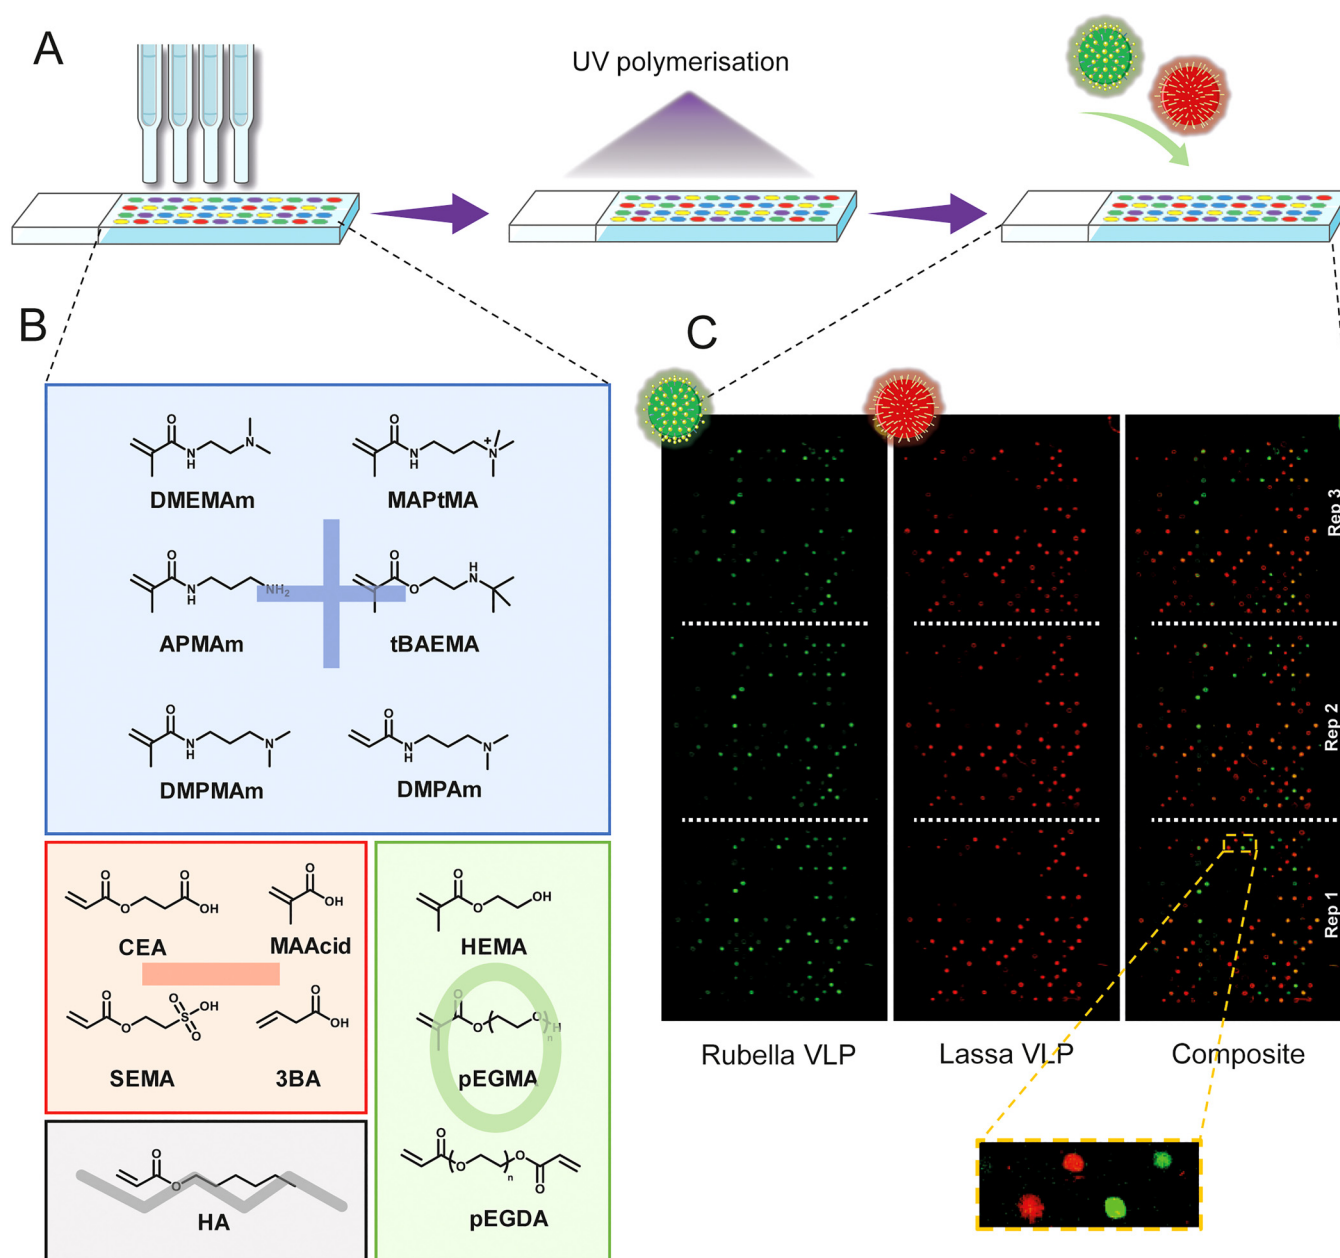 A
UV polymerisation
B
DMEMAm
MAPtMA
APMAm
tBAEMA
DMPMAm
DMPAm
CEA
MAAcid
SEMA
3BA
HA
HEMA
pEGMA
pEGDA
C
Rep 3
Rep 2
Rep 1
Rubella VLP
Lassa VLP
Composite